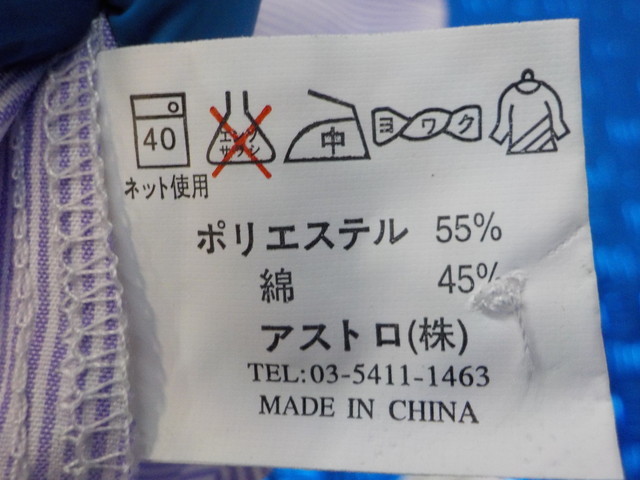 40 エンソ サラシ 中 ヨワク
ネット使用
ポリエステル 55%
綿 45%
アストロ(株)
TEL:03-5411-1463
MADE IN CHINA